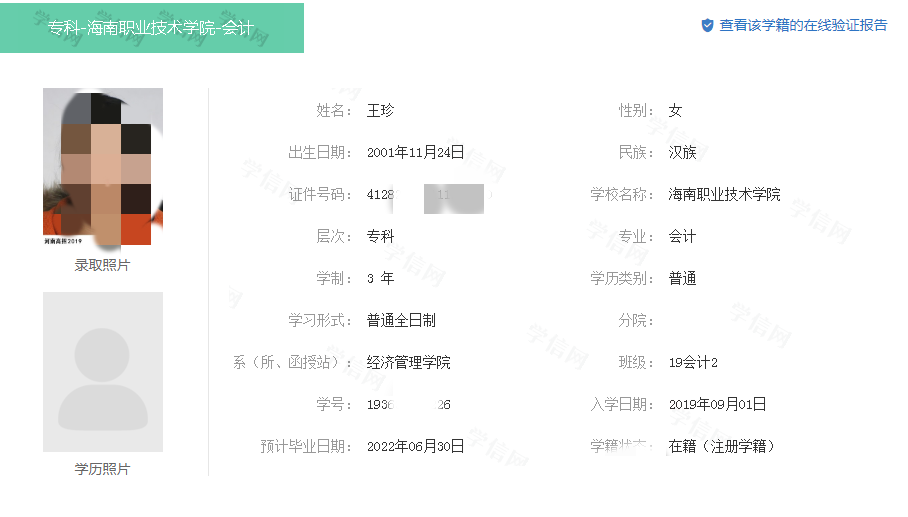 专科-海南职业技术学院-会计
查看该学籍的在线验证报告
姓名： 王珍
性别： 女
出生日期： 2001年11月24日
民族： 汉族
证件号码： 4128 11
学校名称： 海南职业技术学院
层次： 专科
专业： 会计
学制： 3 年
学历类别： 普通
学习形式： 普通全日制
分院：
系（所、函授站）： 经济管理学院
班级： 19会计2
学号： 1936 26
入学日期： 2019年09月01日
预计毕业日期： 2022年06月30日
学籍状态： 在籍（注册学籍）
河南高招2019
录取照片
学历照片
学信网